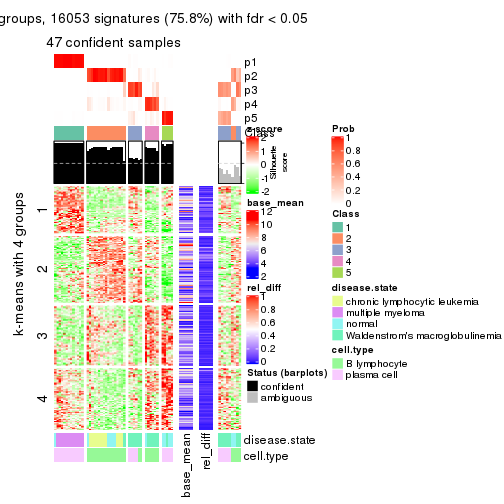 groups, 16053 signatures (75.8%) with fdr < 0.05
47 confident samples
p1
p2
p3
p4
p5
Class
Silhouette
score
1
2
3
4
k-means with 4 groups
base_mean
rel_diff
disease.state
cell.type
z-score
2
1
0
-1
-2
base_mean
12
10
8
6
4
2
rel_diff
1
0.8
0.6
0.4
0.2
0
Status (barplots)
confident
ambiguous
Prob
1
0.8
0.6
0.4
0.2
0
Class
1
2
3
4
5
disease.state
chronic lymphocytic leukemia
multiple myeloma
normal
Waldenstrom's macroglobulinemia
cell.type
B lymphocyte
plasma cell